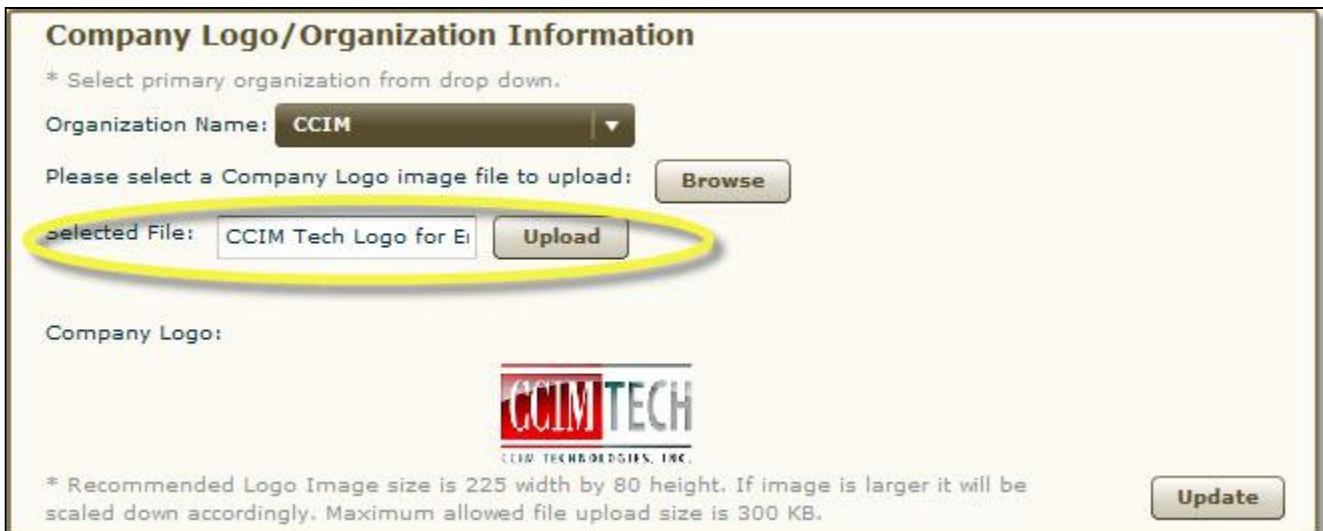 Company Logo/Organization Information
* Select primary organization from drop down.
Organization Name: CCIM
Please select a Company Logo image file to upload: Browse
Selected File: CCIM Tech Logo for Upload
Company Logo:
CCIM TECH
CCIM TECHNOLOGIES, INC.
* Recommended Logo Image size is 225 width by 80 height. If image is larger it will be
scaled down accordingly. Maximum allowed file upload size is 300 KB.
Update